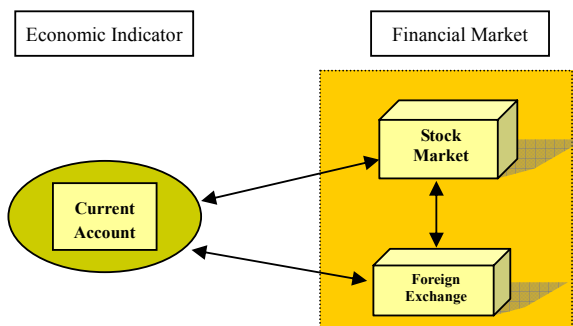 Economic Indicator
Financial Market
Stock
Market
Current
Account
Foreign
Exchange